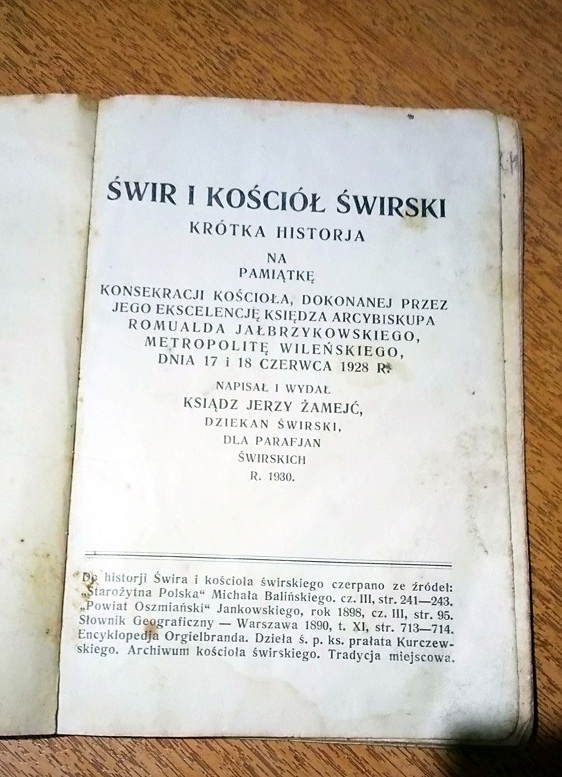 ŚWIR I KOŚCIÓŁ ŚWIRSKI
KRÓTKA HISTORJA
NA
PAMIĄTKĘ
KONSEKRACJI KOŚCIOŁA, DOKONANEJ PRZEZ
JEGO EKSCELENCJĘ KSIĘDZA ARCYBISKUPA
ROMUALDA JAŁBRZYKOWSKIEGO,
METROPOLITĘ WILEŃSKIEGO,
DNIA 17 i 18 CZERWCA 1928 R.
NAPISAŁ I WYDAŁ
KSIĄDZ JERZY ŻAMEJĆ,
DZIEKAN ŚWIRSKI,
DLA PARAFJAN
ŚWIRSKICH
R. 1930.
Do historji Świra i kościoła świrskiego czerpano ze źródeł:
„Starożytna Polska“ Michała Balińskiego. cz. III, str. 241—243.
„Powiat Oszmiański“ Jankowskiego, rok 1898, cz. III, str. 95.
Słownik Geograficzny — Warszawa 1890, t. XI, str. 713—714.
Encyklopedja Orgielbranda. Dzieła ś. p. ks. prałata Kurczew-
skiego. Archiwum kościoła świrskiego. Tradycja miejscowa.